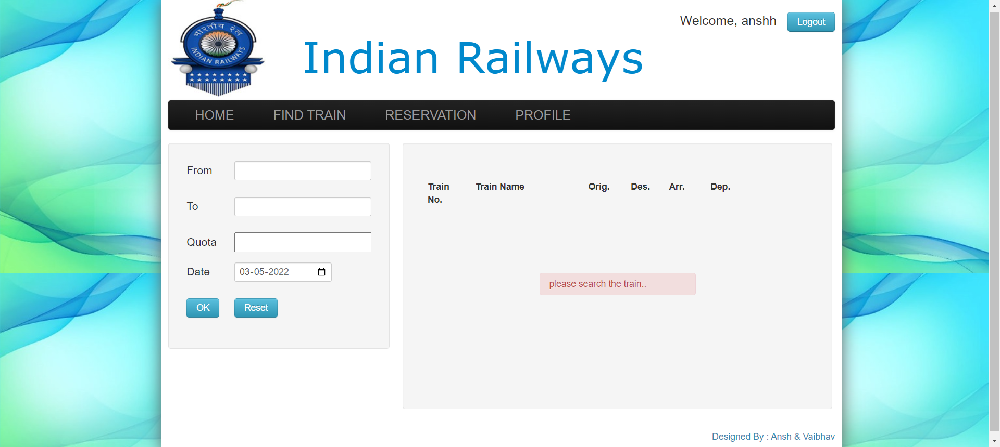 भारतीय रेल
INDIAN RAILWAYS
Welcome, anshh
Logout
Indian Railways
HOME FIND TRAIN RESERVATION PROFILE
From
To
Quota
Date 03-05-2022
OK Reset
Train No. Train Name Orig. Des. Arr. Dep.
please search the train..
Designed By : Ansh & Vaibhav